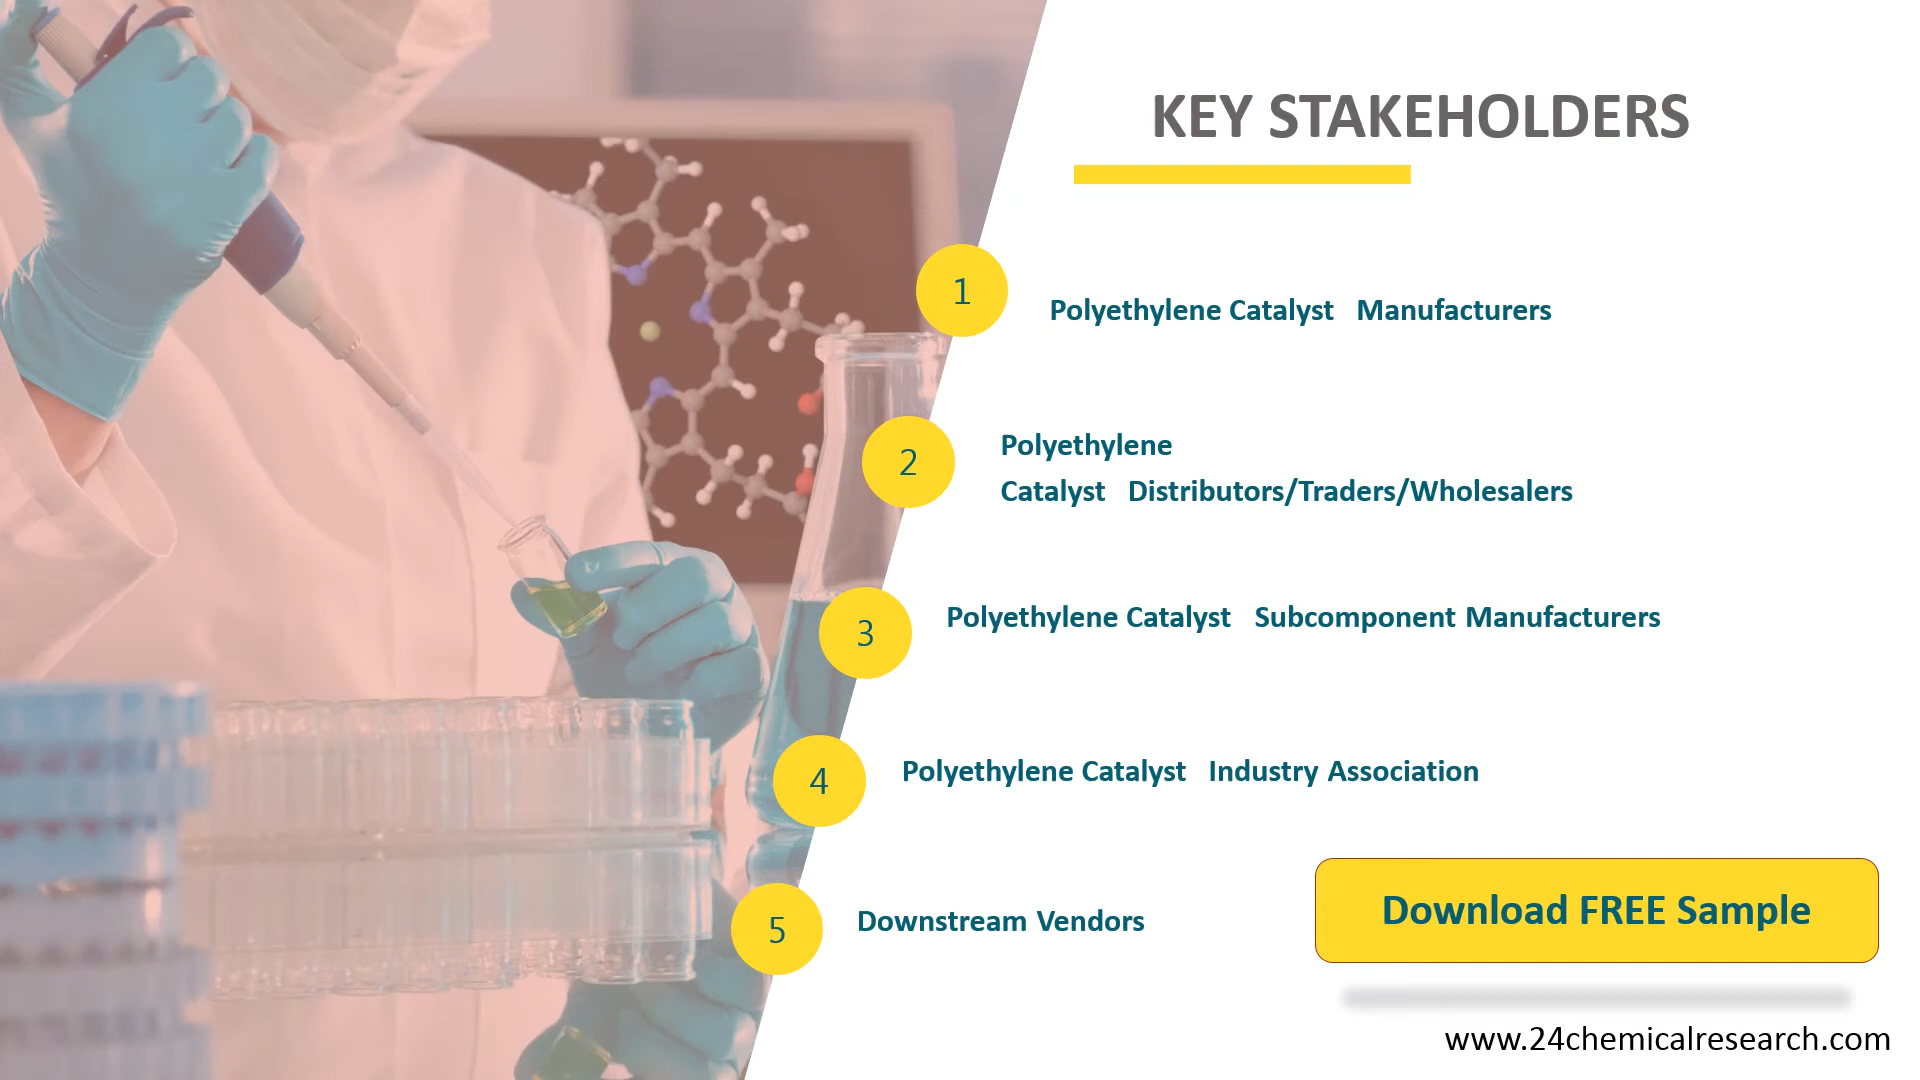 KEY STAKEHOLDERS
1
Polyethylene Catalyst Manufacturers
2
Polyethylene
Catalyst Distributors/Traders/Wholesalers
3
Polyethylene Catalyst Subcomponent Manufacturers
4
Polyethylene Catalyst Industry Association
5
Downstream Vendors
Download FREE Sample
www.24chemicalresearch.com